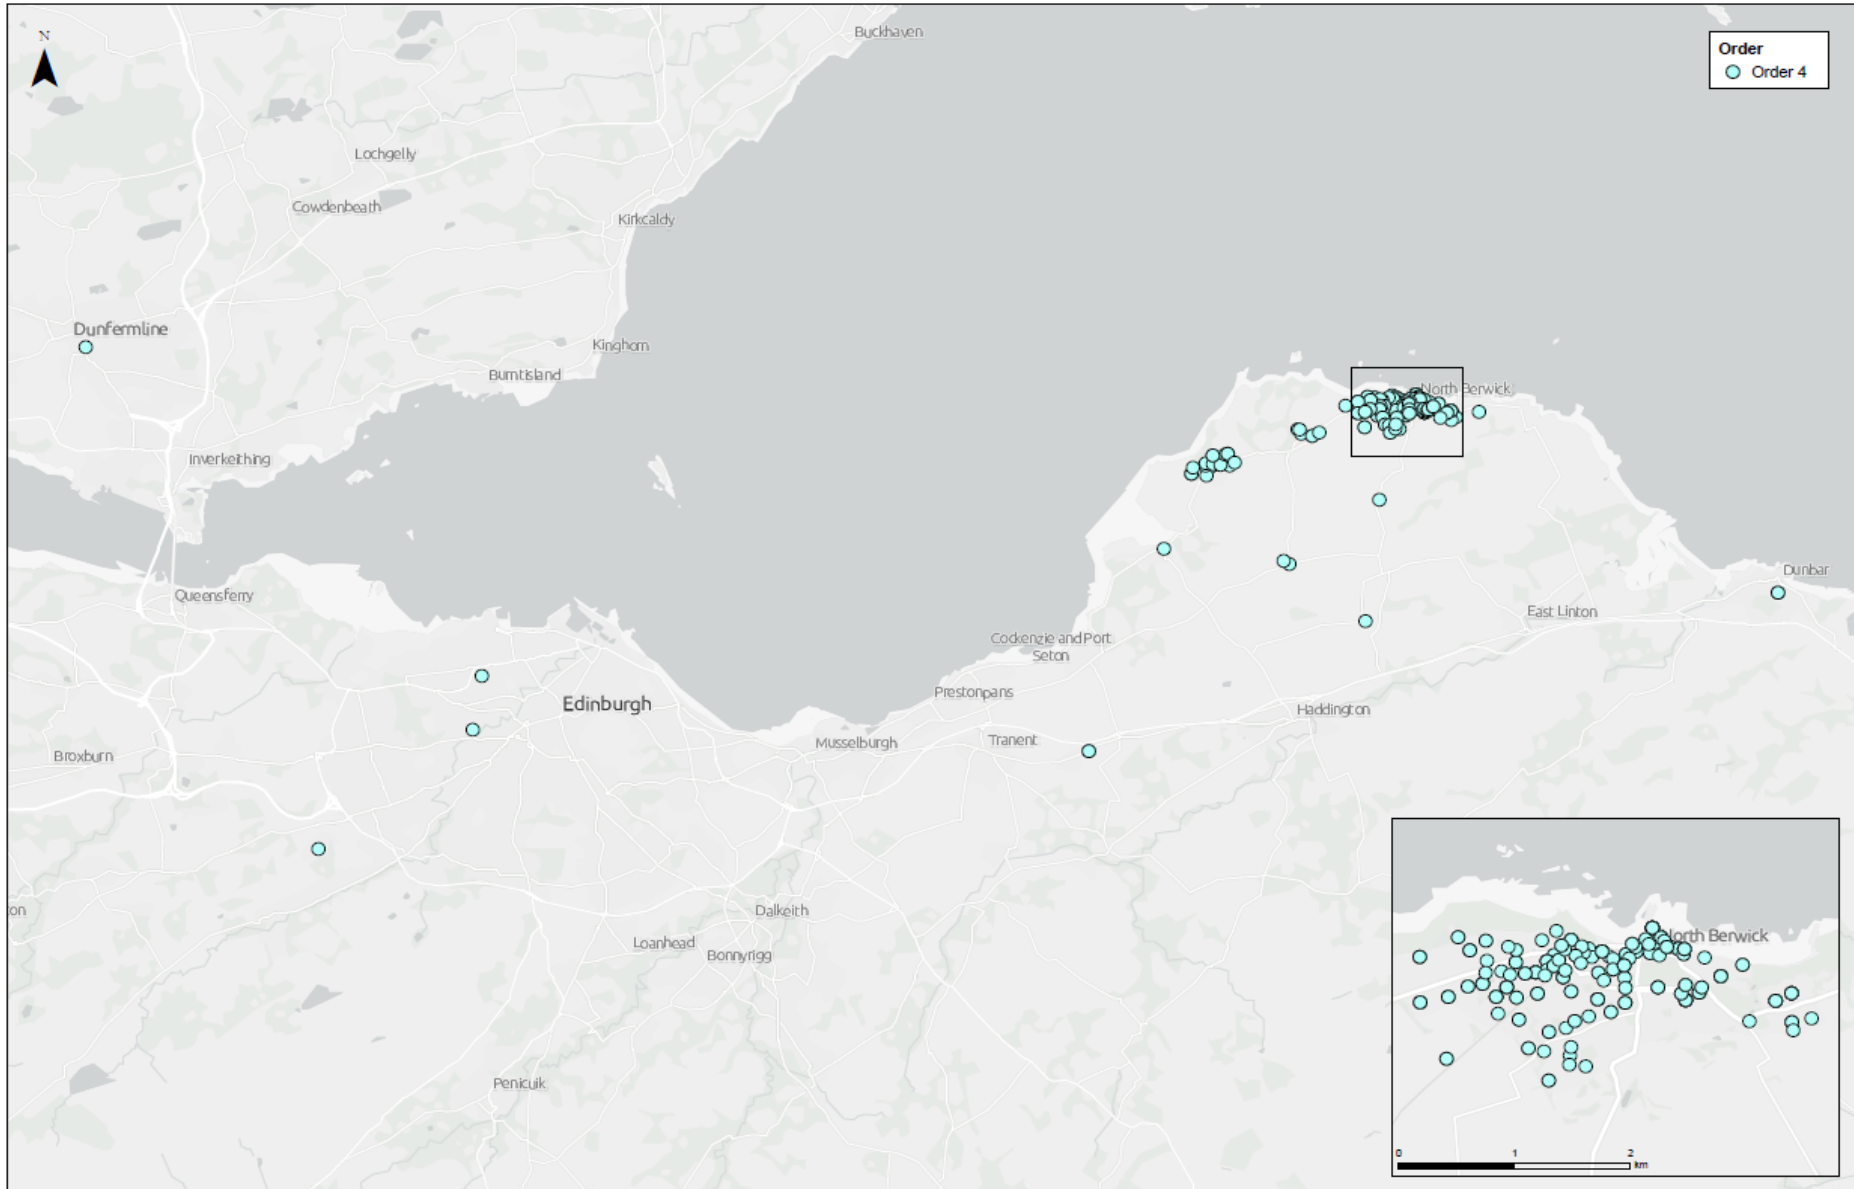 N
Buckhaven
Order
Order 4
Lochgelly
Cowdenbeath
Kirkcaldy
Dunfermline
Kinghorn
Burntisland
North Berwick
Inverkeithing
Dunbar
Queensferry
East Linton
Cockenzie and Port
Seton
Prestonpans
Edinburgh
Haddington
Musselburgh
Tranent
Broxburn
ton
Dalkeith
Loanhead
Bonnyrigg
North Berwick
Penicuik
0 1 2
km